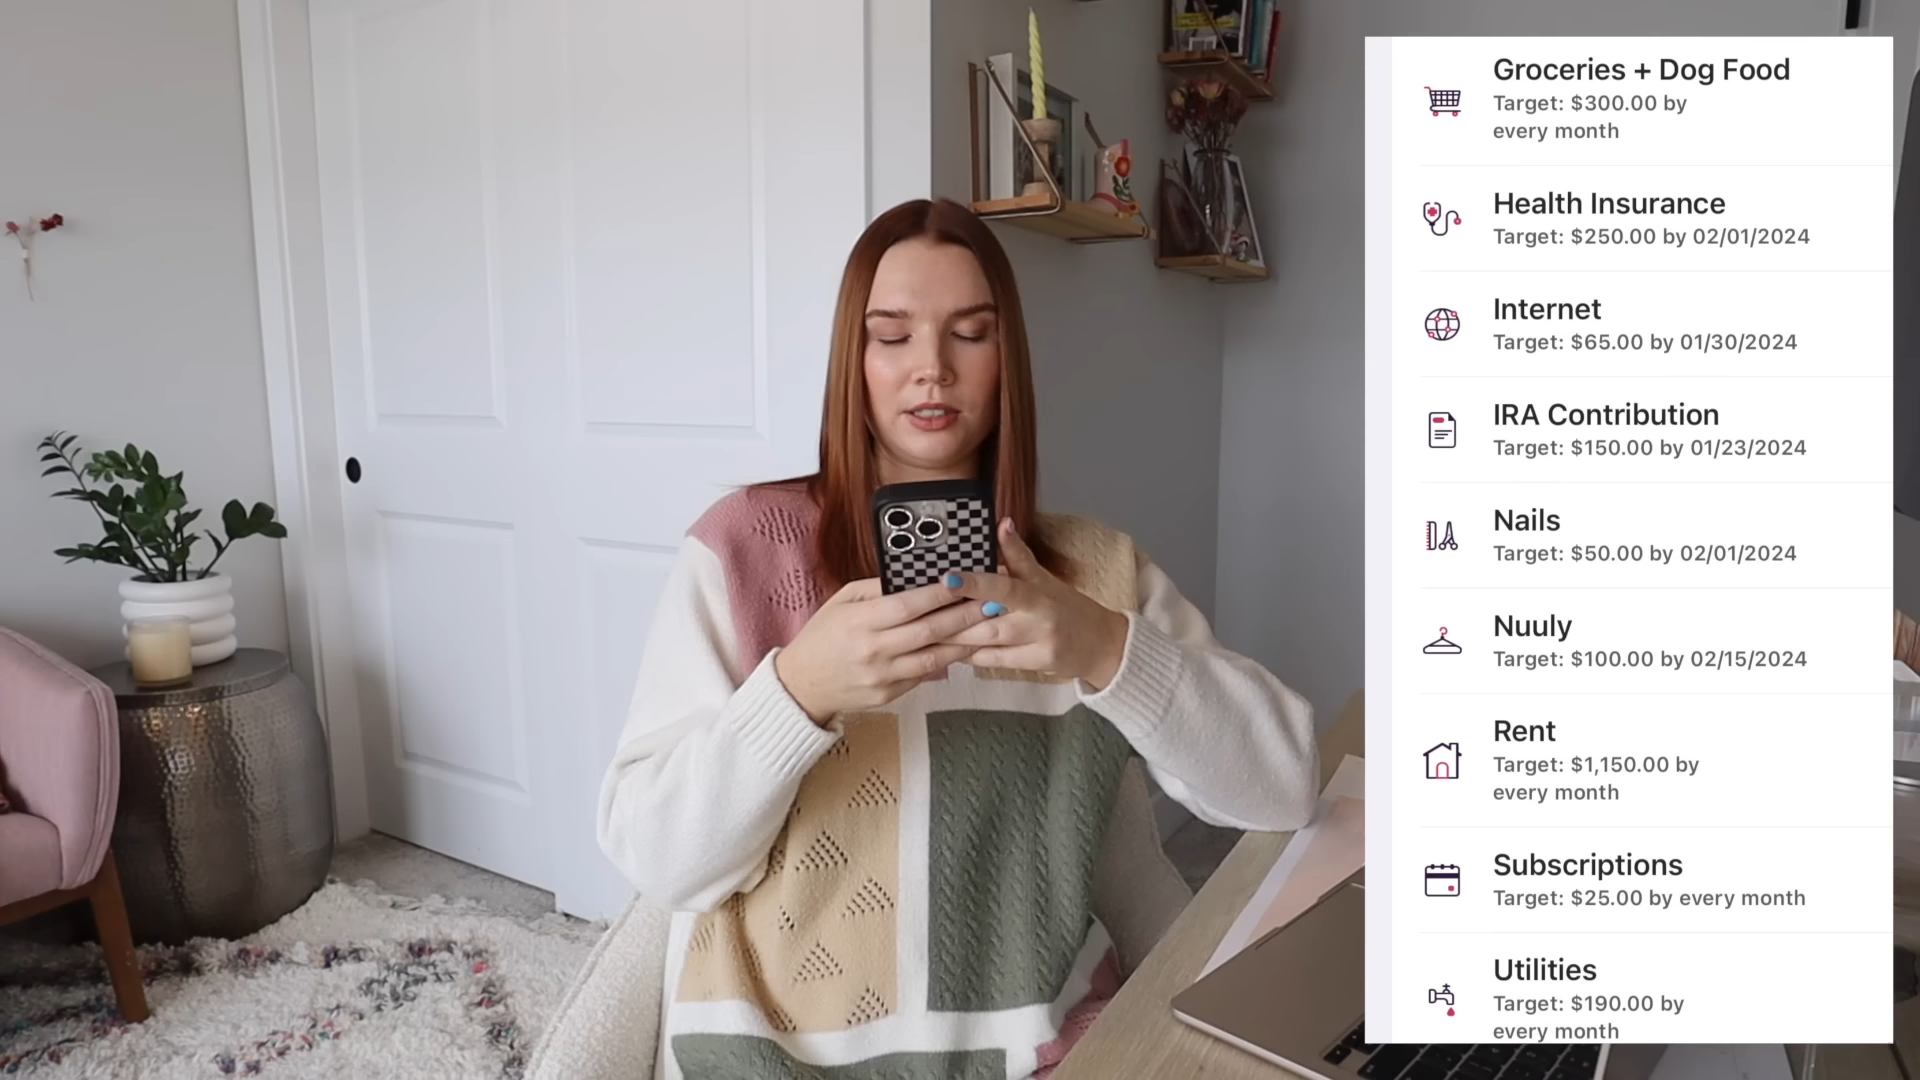 Groceries + Dog Food
Target: $300.00 by
every month
Health Insurance
Target: $250.00 by 02/01/2024
Internet
Target: $65.00 by 01/30/2024
IRA Contribution
Target: $150.00 by 01/23/2024
Nails
Target: $50.00 by 02/01/2024
Nuuly
Target: $100.00 by 02/15/2024
Rent
Target: $1,150.00 by
every month
Subscriptions
Target: $25.00 by every month
Utilities
Target: $190.00 by
every month